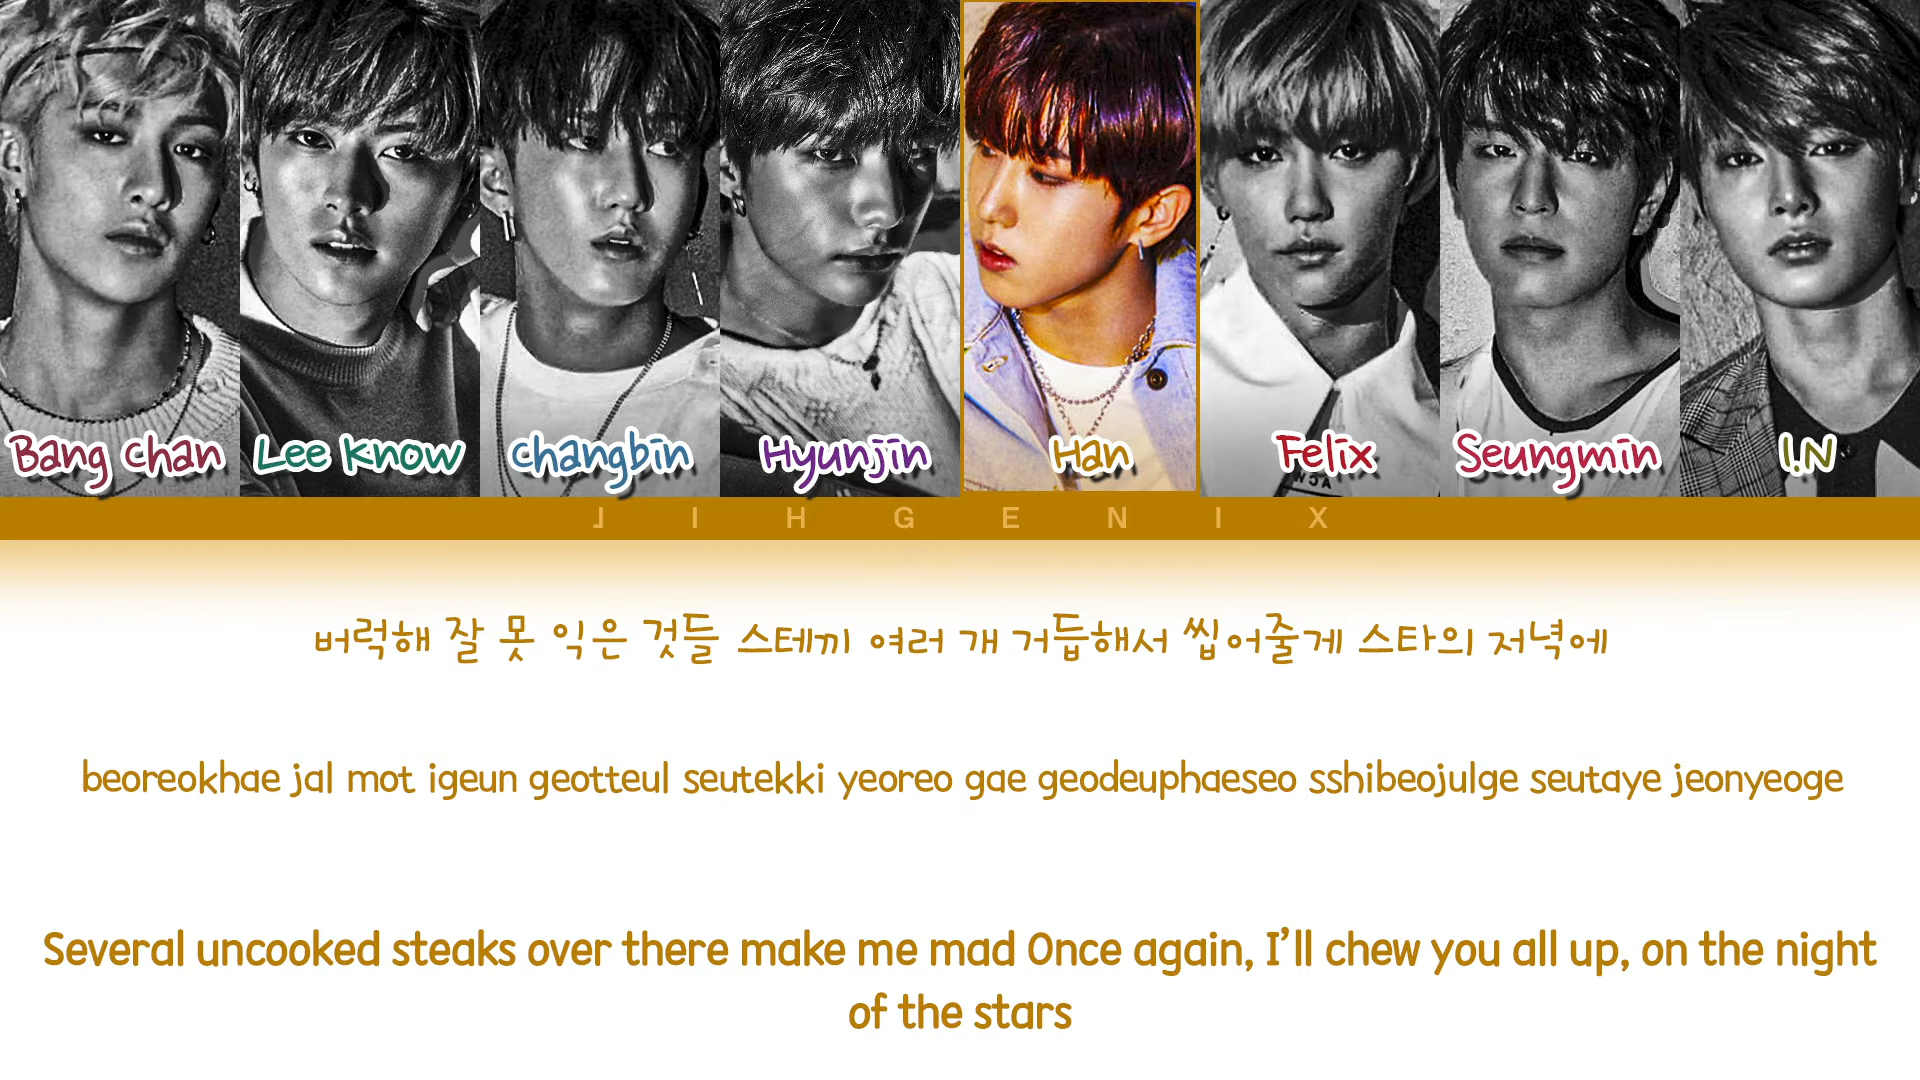 Bang Chan
Lee Know
Changbin
Hyunjin
Han
Felix
Seungmin
I.N
JIHGENIX
버럭해 잘 못 익은 것들 스테끼 여러 개 거듭해서 씹어줄게 스타의 저녁에
beoreokhae jal mot igeun geotteul seutekki yeoreo gae geodeuphaeseo sshibeojulge seutaye jeonyeoge
Several uncooked steaks over there make me mad Once again, I’ll chew you all up, on the night
of the stars